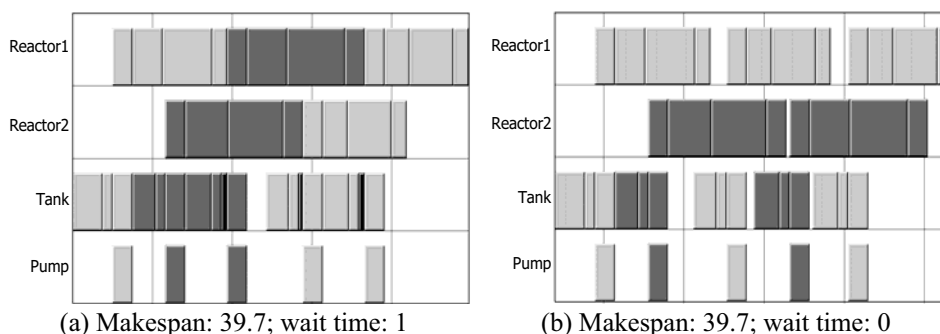 Reactor1
Reactor2
Tank
Pump
Reactor1
Reactor2
Tank
Pump
(a) Makespan: 39.7; wait time: 1
(b) Makespan: 39.7; wait time: 0